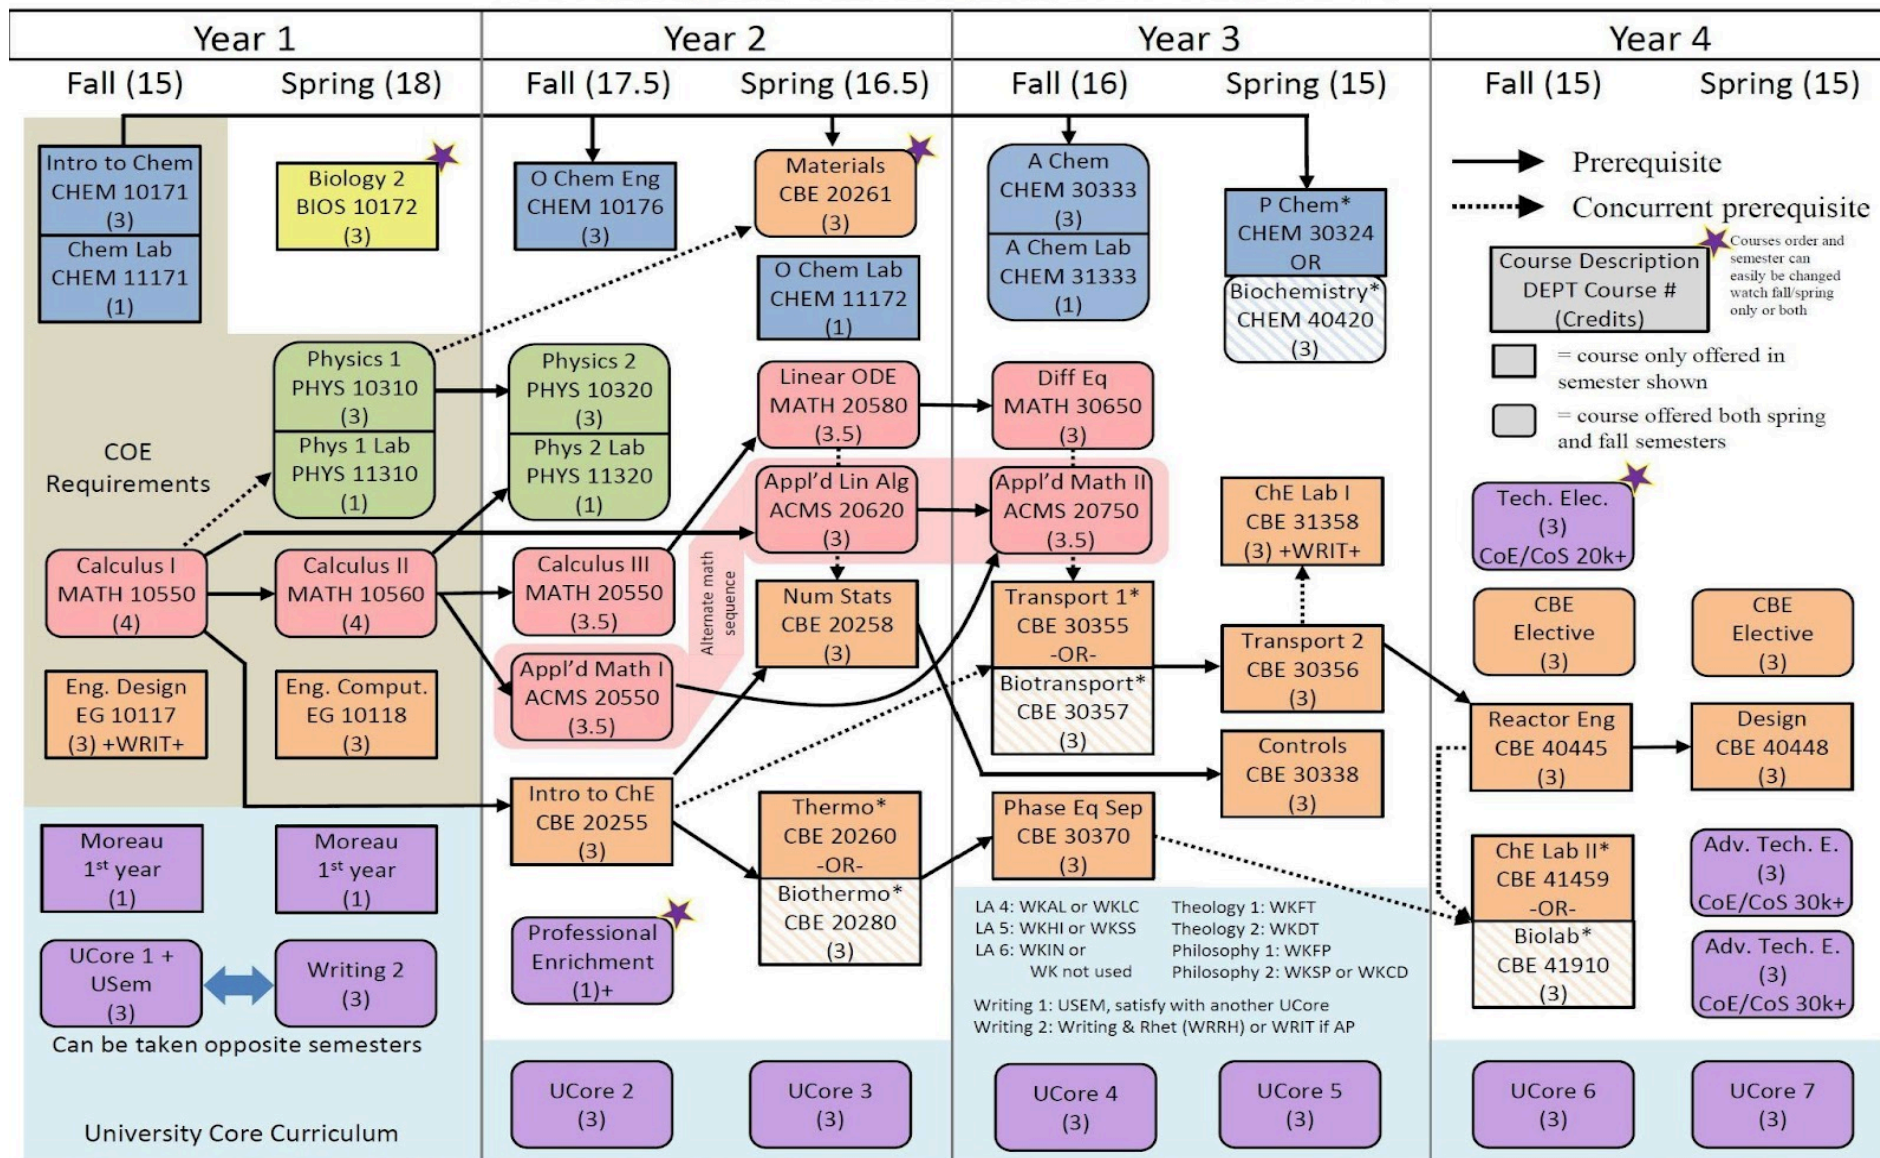 Year 1
Year 2
Year 3
Year 4
Fall (15)
Spring (18)
Fall (17.5)
Spring (16.5)
Fall (16)
Spring (15)
Fall (15)
Spring (15)
Intro to Chem
CHEM 10171
(3)
Chem Lab
CHEM 11171
(1)
COE
Requirements
Calculus I
MATH 10550
(4)
Eng. Design
EG 10117
(3) +WRIT+
Moreau
1st year
(1)
UCore 1 +
USem
(3)
Can be taken opposite semesters
University Core Curriculum
Biology 2
BIOS 10172
(3)
Physics 1
PHYS 10310
(3)
Phys 1 Lab
PHYS 11310
(1)
Calculus II
MATH 10560
(4)
Eng. Comput.
EG 10118
(3)
Moreau
1st year
(1)
Writing 2
(3)
O Chem Eng
CHEM 10176
(3)
Physics 2
PHYS 10320
(3)
Phys 2 Lab
PHYS 11320
(1)
Calculus III
MATH 20550
(3.5)
Appl’d Math I
ACMS 20550
(3.5)
Alternate math
sequence
Intro to ChE
CBE 20255
(3)
Professional
Enrichment
(1)+
UCore 2
(3)
Materials
CBE 20261
(3)
O Chem Lab
CHEM 11172
(1)
Linear ODE
MATH 20580
(3.5)
Appl’d Lin Alg
ACMS 20620
(3)
Num Stats
CBE 20258
(3)
Thermo*
CBE 20260
-OR-
Biothermo*
CBE 20280
(3)
UCore 3
(3)
A Chem
CHEM 30333
(3)
A Chem Lab
CHEM 31333
(1)
Diff Eq
MATH 30650
(3)
Appl’d Math II
ACMS 20750
(3.5)
Transport 1*
CBE 30355
-OR-
Biotransport*
CBE 30357
(3)
Phase Eq Sep
CBE 30370
(3)
LA 4: WKAL or WKLC
LA 5: WKHI or WKSS
LA 6: WKIN or
WK not used
Theology 1: WKFT
Theology 2: WKDT
Philosophy 1: WKFP
Philosophy 2: WKSP or WKCD
Writing 1: USEM, satisfy with another UCore
Writing 2: Writing & Rhet (WRRH) or WRIT if AP
UCore 4
(3)
P Chem*
CHEM 30324
OR
Biochemistry*
CHEM 40420
(3)
ChE Lab I
CBE 31358
(3) +WRIT+
Transport 2
CBE 30356
(3)
Controls
CBE 30338
(3)
UCore 5
(3)
Prerequisite
Concurrent prerequisite
Course Description
DEPT Course #
(Credits)
Courses order and
semester can
easily be changed
watch fall/spring
only or both
= course only offered in
semester shown
= course offered both spring
and fall semesters
Tech. Elec.
(3)
CoE/CoS 20k+
CBE
Elective
(3)
Reactor Eng
CBE 40445
(3)
ChE Lab II*
CBE 41459
-OR-
Biolab*
CBE 41910
(3)
UCore 6
(3)
CBE
Elective
(3)
Design
CBE 40448
(3)
Adv. Tech. E.
(3)
CoE/CoS 30k+
Adv. Tech. E.
(3)
CoE/CoS 30k+
UCore 7
(3)